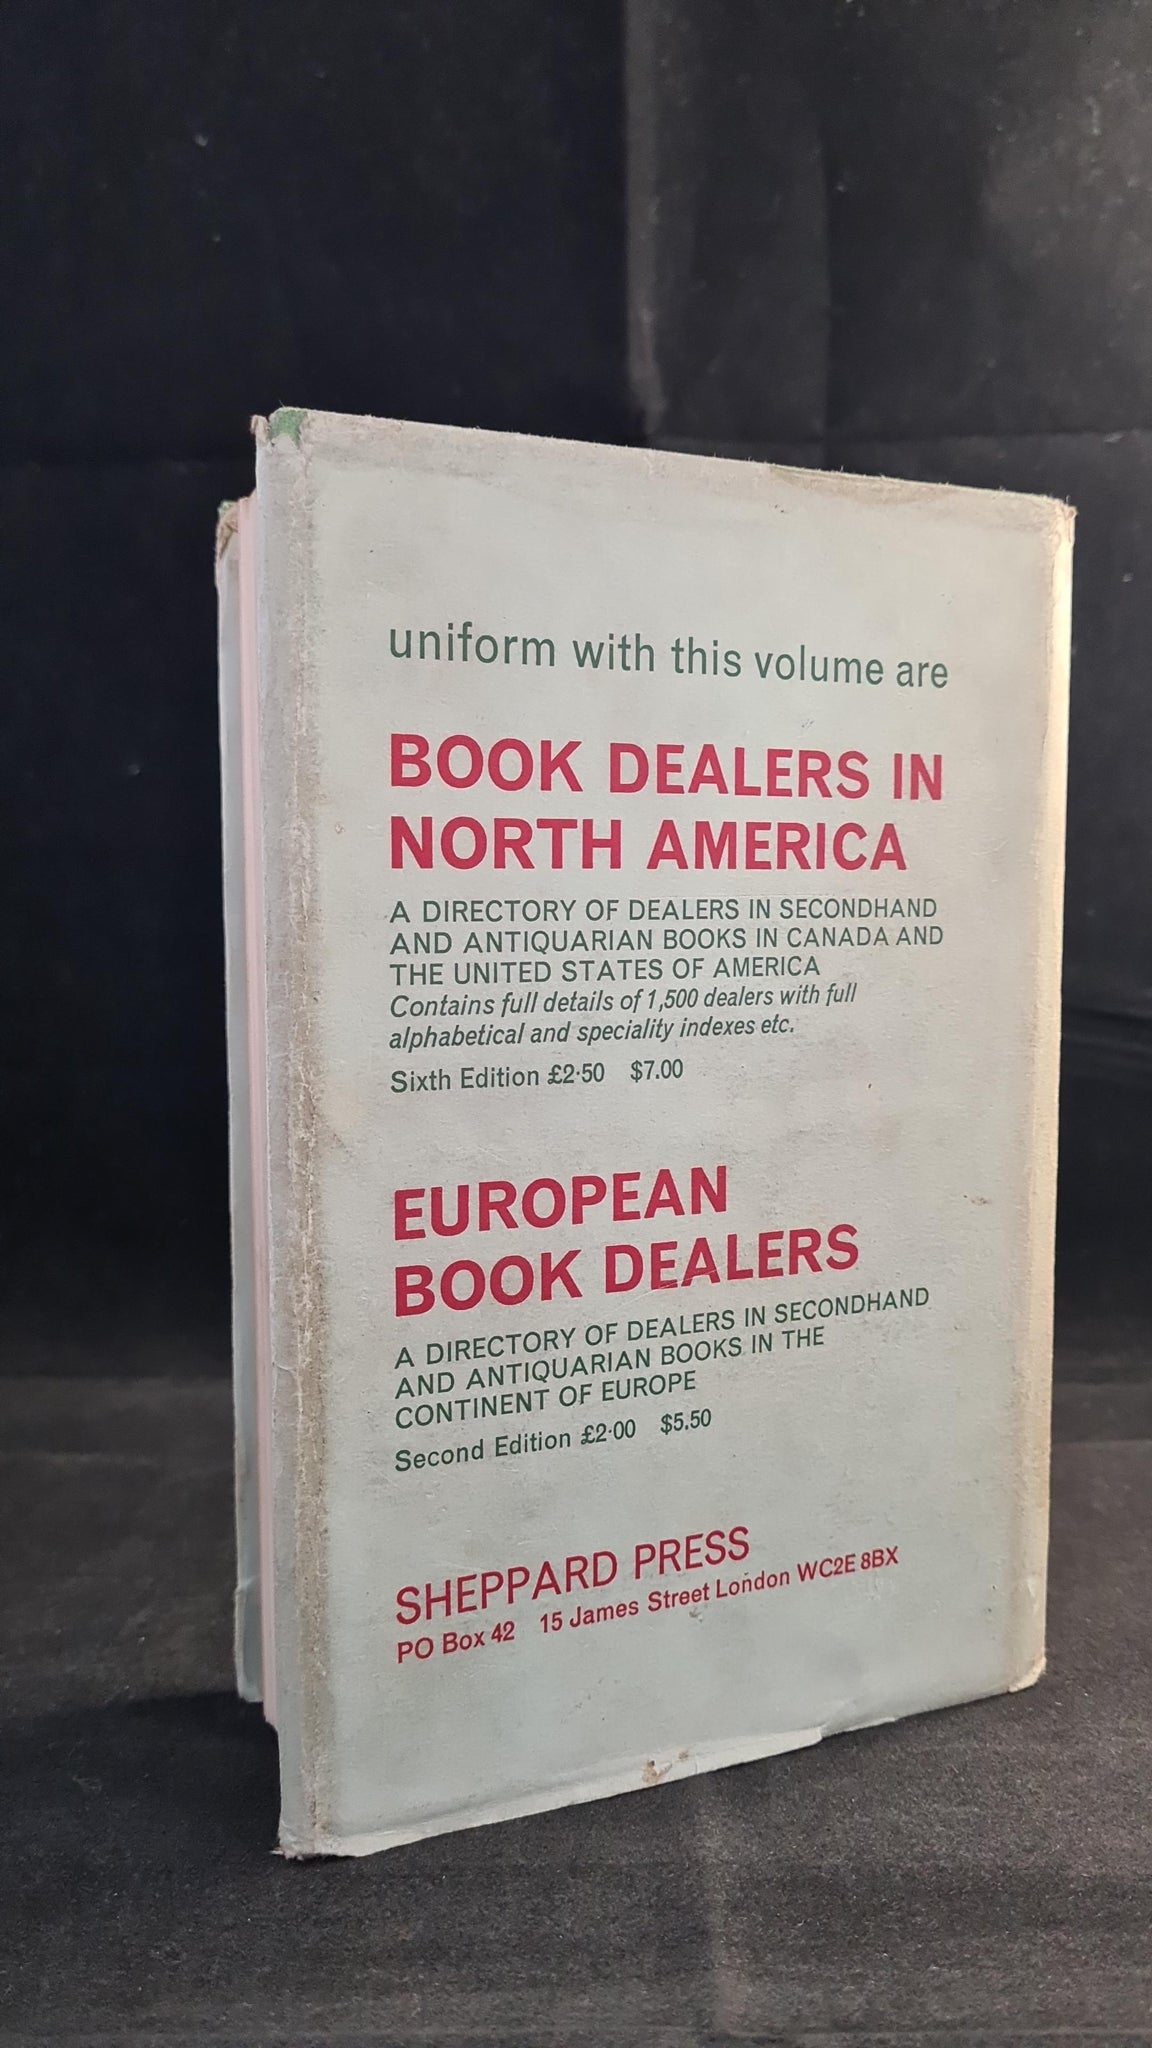 uniform with this volume are
BOOK DEALERS IN
NORTH AMERICA
A DIRECTORY OF DEALERS IN SECONDHAND
AND ANTIQUARIAN BOOKS IN CANADA AND
THE UNITED STATES OF AMERICA
Contains full details of 1,500 dealers with full
alphabetical and speciality indexes etc.
Sixth Edition £2·50 $7.00
EUROPEAN
BOOK DEALERS
A DIRECTORY OF DEALERS IN SECONDHAND
AND ANTIQUARIAN BOOKS IN THE
CONTINENT OF EUROPE
Second Edition £2·00 $5.50
SHEPPARD PRESS
PO Box 42 15 James Street London WC2E 8BX